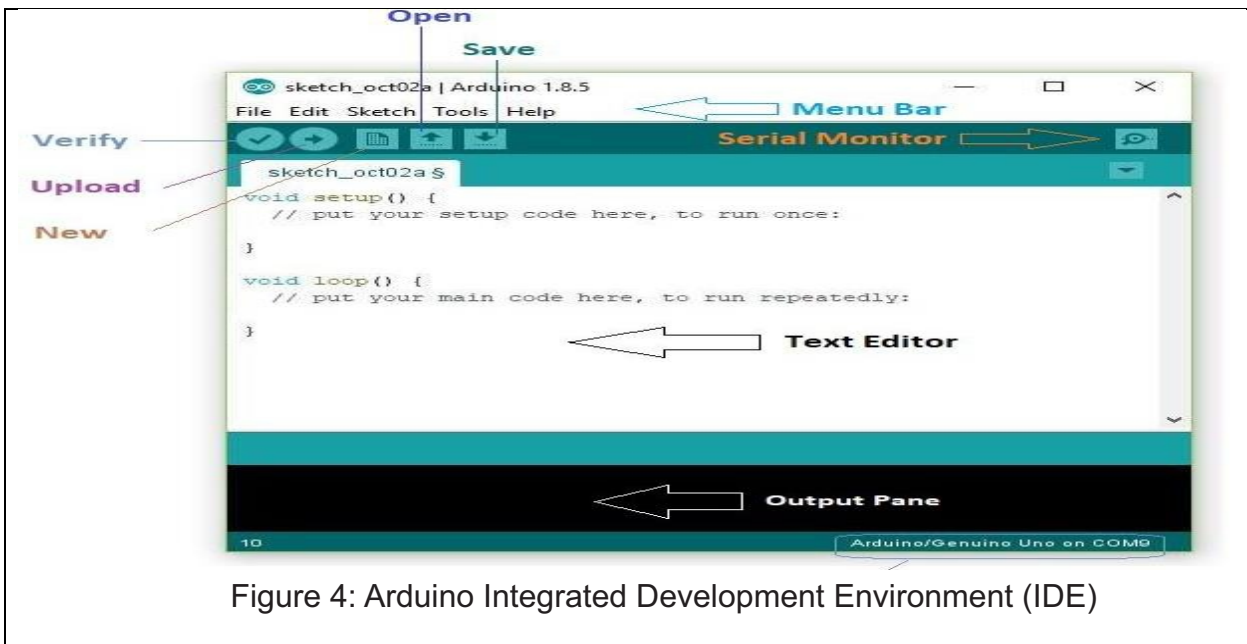 Open
Save
sketch_oct02a | Arduino 1.8.5
File Edit Sketch Tools Help
Menu Bar
Verify
Serial Monitor
sketch_oct02a §
Upload
void setup() {
// put your setup code here, to run once:
New
}
void loop() {
// put your main code here, to run repeatedly:
}
Text Editor
Output Pane
10
Arduino/Genuino Uno on COM9
Figure 4: Arduino Integrated Development Environment (IDE)